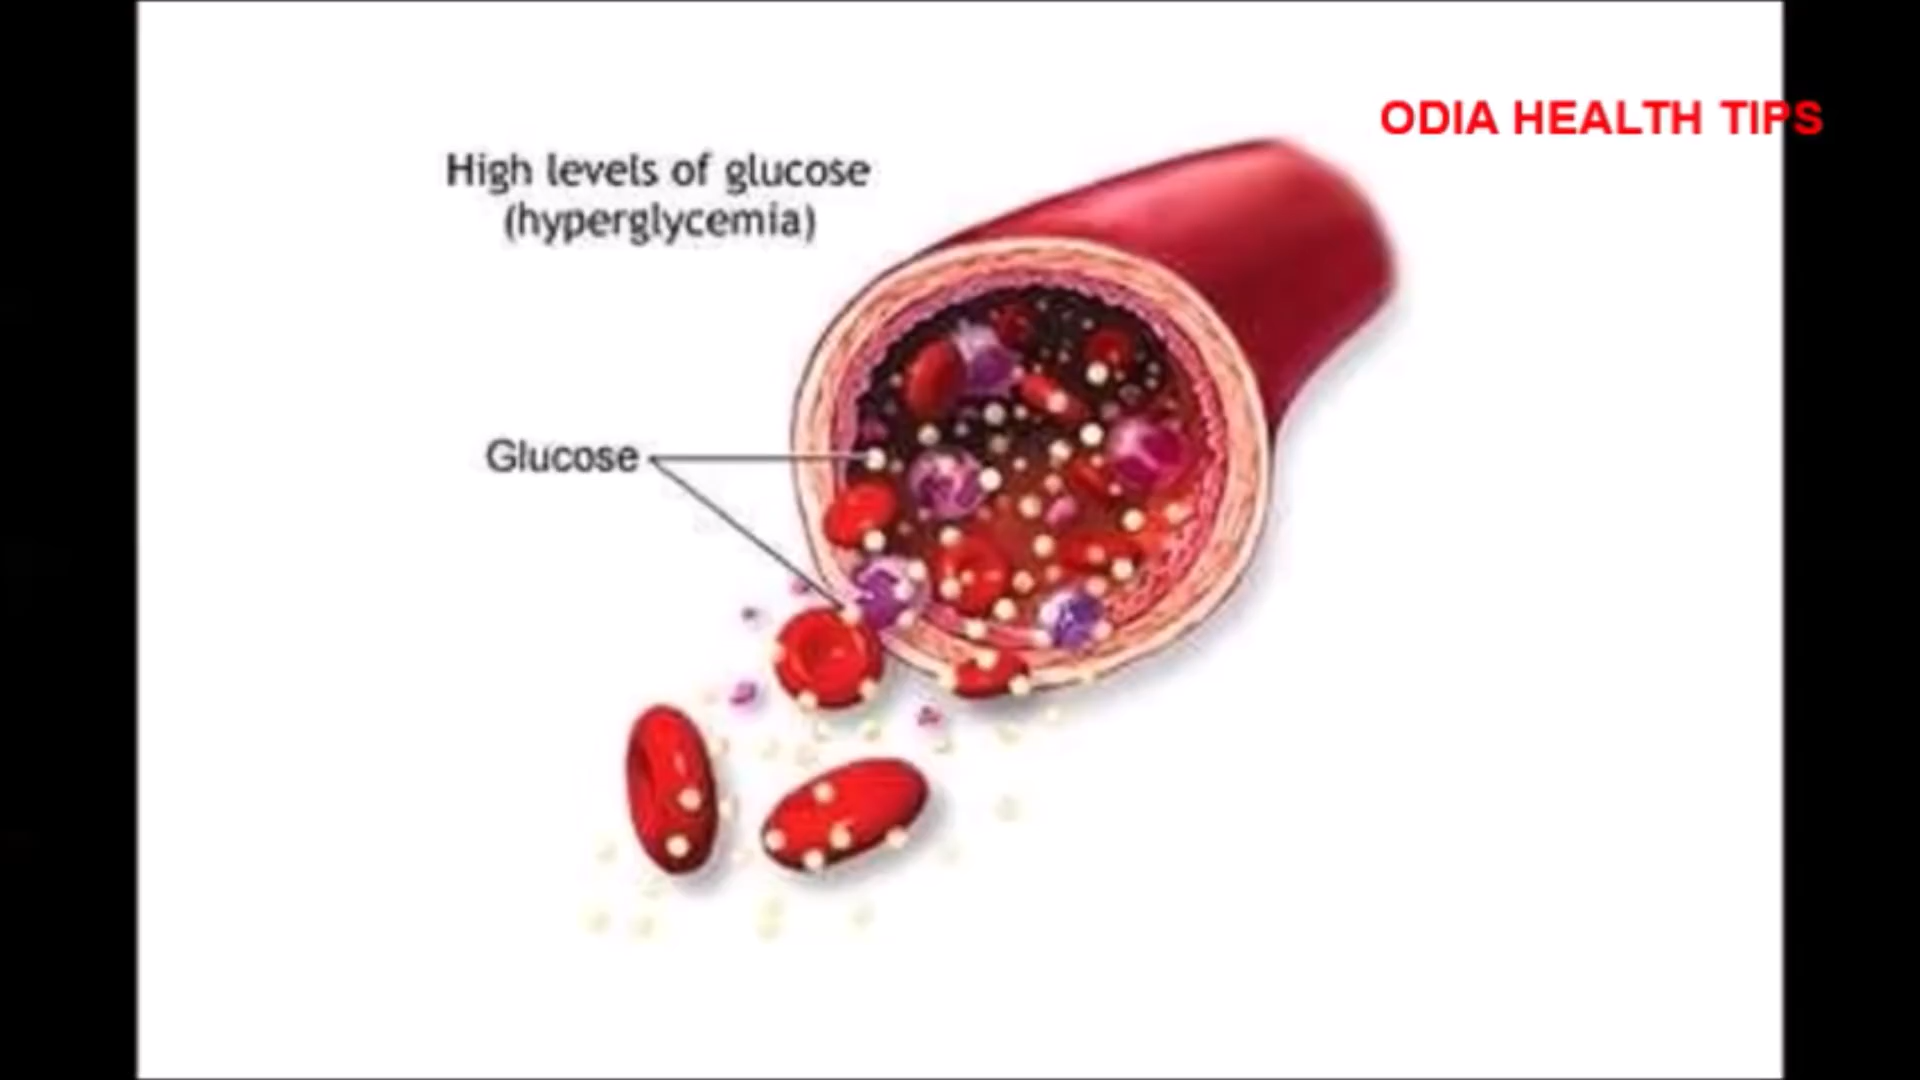 ODIA HEALTH TIPS
High levels of glucose
(hyperglycemia)
Glucose